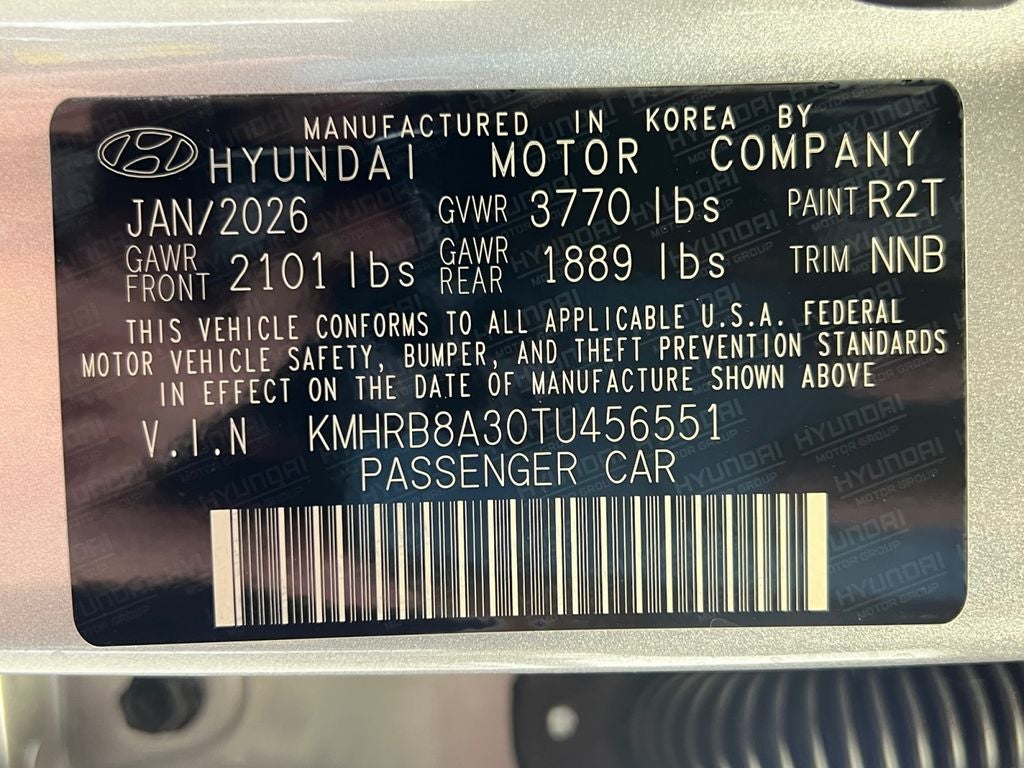 MANUFACTURED IN KOREA BY
HYUNDAI MOTOR COMPANY
JAN/2026 GVWR 3770 lbs PAINT R2T
GAWR FRONT 2101 lbs GAWR REAR 1889 lbs TRIM NNB
THIS VEHICLE CONFORMS TO ALL APPLICABLE U.S.A. FEDERAL
MOTOR VEHICLE SAFETY, BUMPER, AND THEFT PREVENTION STANDARDS
IN EFFECT ON THE DATE OF MANUFACTURE SHOWN ABOVE
V.I.N KMHRB8A30TU456551
PASSENGER CAR